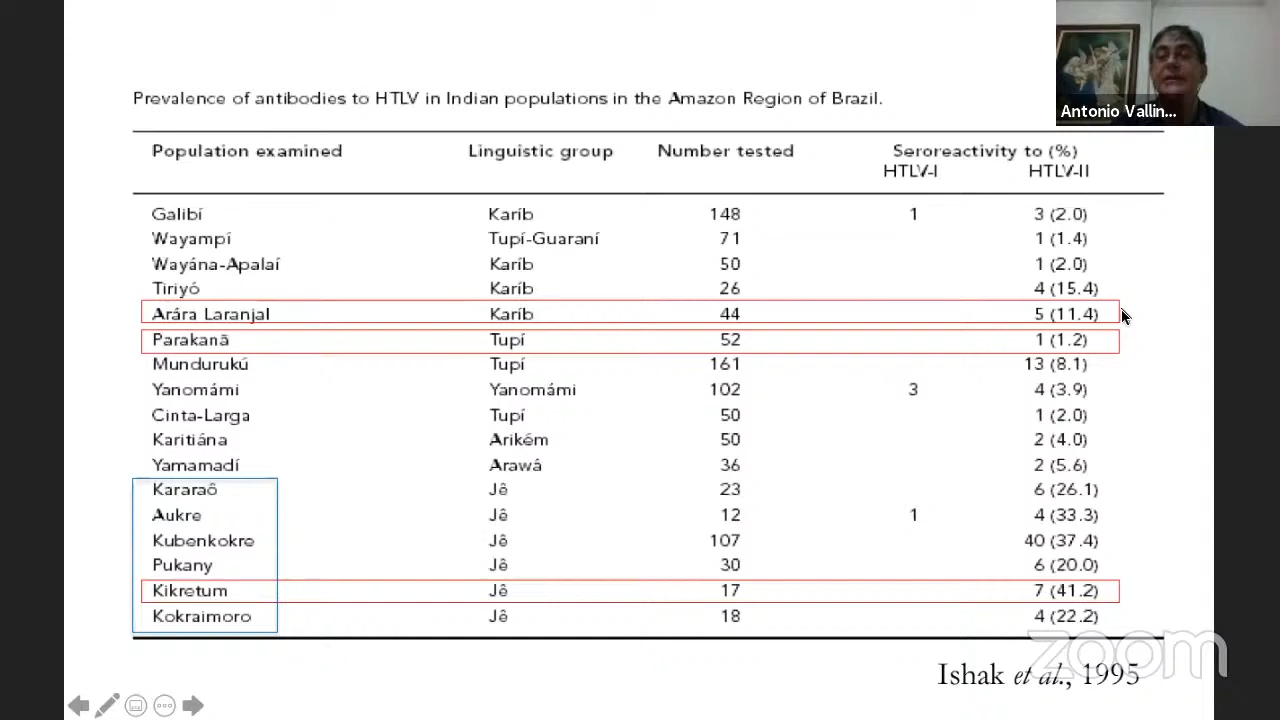 Antonio Vallin...
Prevalence of antibodies to HTLV in Indian populations in the Amazon Region of Brazil.
Population examined Linguistic group Number tested Seroreactivity to (%)
HTLV-I HTLV-II
Galibí Karíb 148 1 3 (2.0)
Wayampí Tupí-Guaraní 71 1 (1.4)
Wayána-Apalaí Karíb 50 1 (2.0)
Tiriyó Karíb 26 4 (15.4)
Arára Laranjal Karíb 44 5 (11.4)
Parakanã Tupí 52 1 (1.2)
Mundurukú Tupí 161 13 (8.1)
Yanomámi Yanomámi 102 3 4 (3.9)
Cinta-Larga Tupí 50 1 (2.0)
Karitiána Arikém 50 2 (4.0)
Yamamadí Arawâ 36 2 (5.6)
Kararaô Jê 23 6 (26.1)
Aukre Jê 12 1 4 (33.3)
Kubenkokre Jê 107 40 (37.4)
Pukany Jê 30 6 (20.0)
Kikretum Jê 17 7 (41.2)
Kokraimoro Jê 18 4 (22.2)
zoom
Ishak et al., 1995